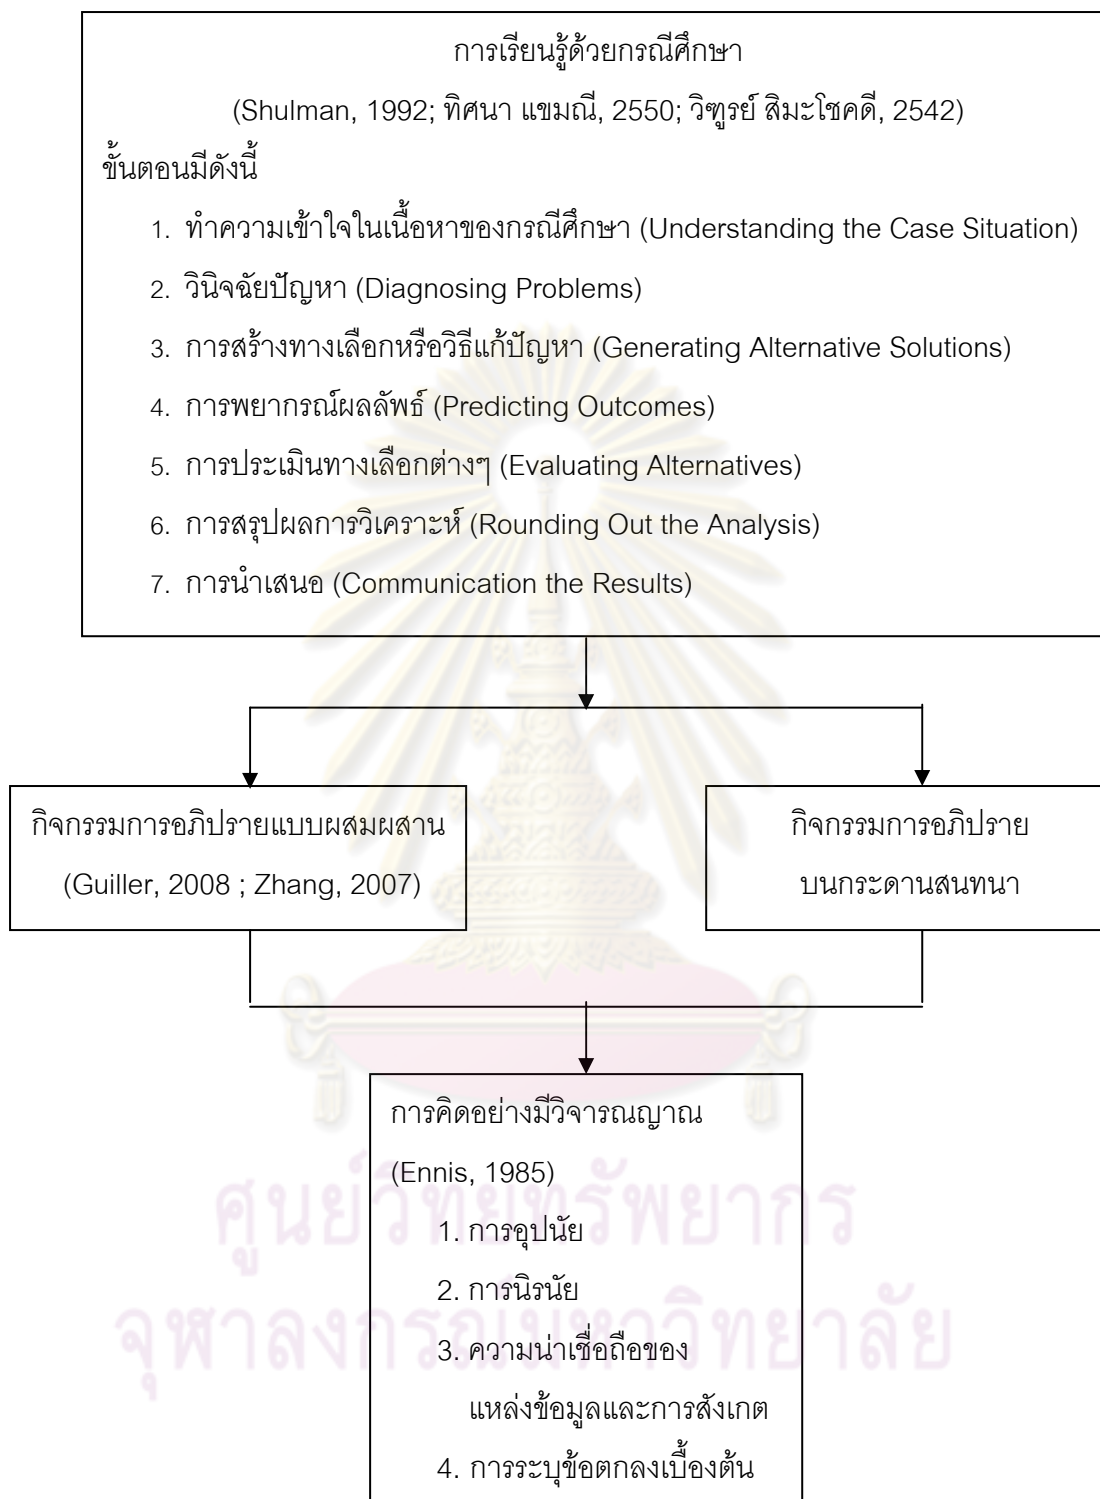 การเรียนรู้ด้วยกรณีศึกษา
(Shulman, 1992; ทิศนา แขมณี, 2550; วิฑูรย์ สิมะโชคดี, 2542)
ขั้นตอนมีดังนี้
1. ทำความเข้าใจในเนื้อหาของกรณีศึกษา (Understanding the Case Situation)
2. วินิจฉัยปัญหา (Diagnosing Problems)
3. การสร้างทางเลือกหรือวิธีแก้ปัญหา (Generating Alternative Solutions)
4. การพยากรณ์ผลลัพธ์ (Predicting Outcomes)
5. การประเมินทางเลือกต่างๆ (Evaluating Alternatives)
6. การสรุปผลการวิเคราะห์ (Rounding Out the Analysis)
7. การนำเสนอ (Communication the Results)
กิจกรรมการอภิปรายแบบผสมผสาน
(Guiller, 2008 ; Zhang, 2007)
กิจกรรมการอภิปราย
บนกระดานสนทนา
การคิดอย่างมีวิจารณญาณ
(Ennis, 1985)
1. การอุปนัย
2. การนิรนัย
3. ความน่าเชื่อถือของ
แหล่งข้อมูลและการสังเกต
4. การระบุข้อตกลงเบื้องต้น
ศูนย์วิทยทรัพยากร
จุฬาลงกรณ์มหาวิทยาลัย